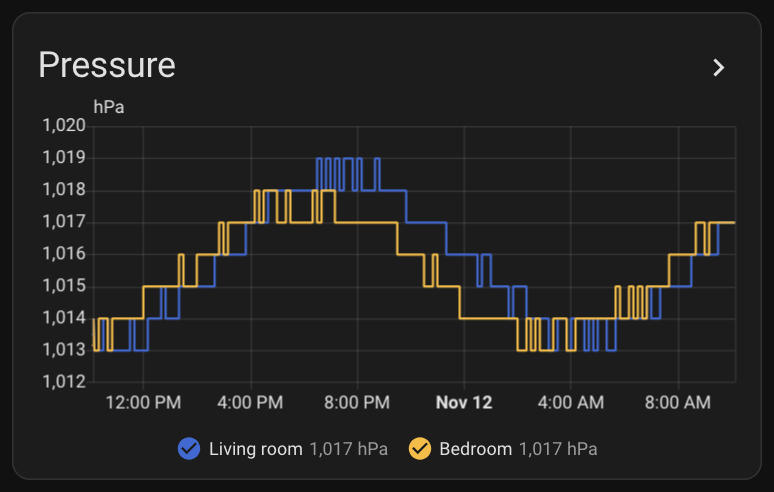 Pressure
hPa
1,020
1,019
1,018
1,017
1,016
1,015
1,014
1,013
1,012
12:00 PM 4:00 PM 8:00 PM Nov 12 4:00 AM 8:00 AM
Living room 1,017 hPa Bedroom 1,017 hPa